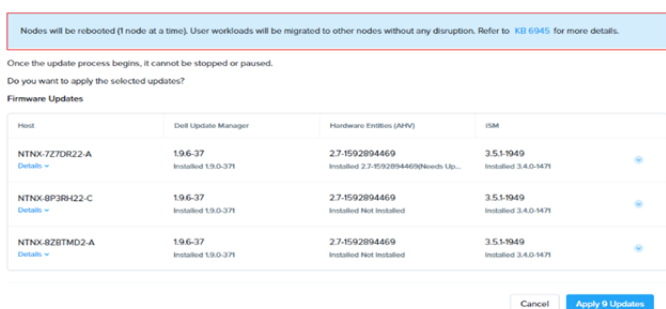 Nodes will be rebooted (1 node at a time). User workloads will be migrated to other nodes without any disruption. Refer to KB 6945 for more details.
Once the update process begins, it cannot be stopped or paused.
Do you want to apply the selected updates?
Firmware Updates
Host Dell Update Manager Hardware Entities (AHV) ISM
NTNX-7Z7DR22-A 1.9.6-37 2.7-1592894469 3.5.1-1949
Details Installed 1.9.0-371 Installed 2.7-1592894469(Needs Up... Installed 3.4.0-1471
NTNX-8P3RH22-C 1.9.6-37 2.7-1592894469 3.5.1-1949
Details Installed 1.9.0-371 Installed Not Installed Installed 3.4.0-1471
NTNX-8ZBTMD2-A 1.9.6-37 2.7-1592894469 3.5.1-1949
Details Installed 1.9.0-371 Installed Not Installed Installed 3.4.0-1471
Cancel Apply 9 Updates